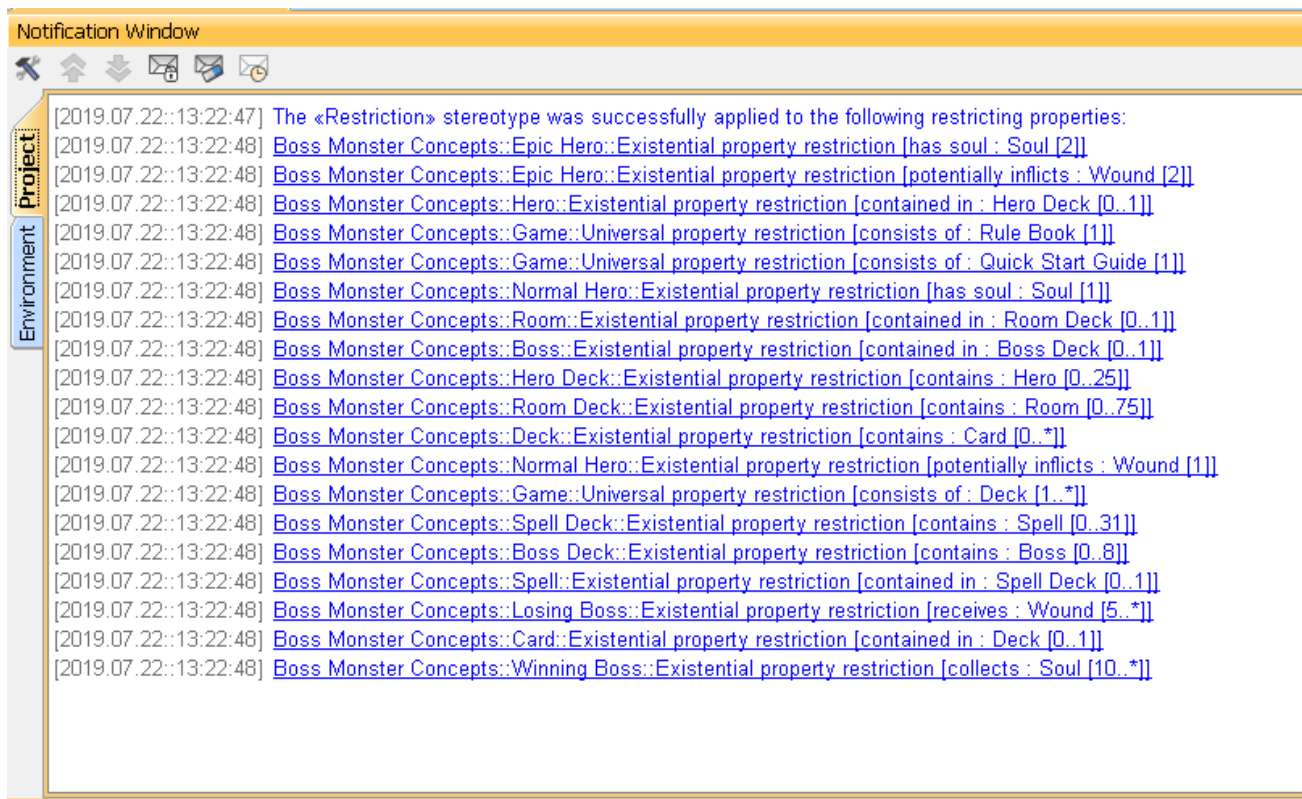 Notification Window
Project
Environment
[2019.07.22::13:22:47] The «Restriction» stereotype was successfully applied to the following restricting properties:
[2019.07.22::13:22:48] Boss Monster Concepts::Epic Hero::Existential property restriction [has soul : Soul [2]]
[2019.07.22::13:22:48] Boss Monster Concepts::Epic Hero::Existential property restriction [potentially inflicts : Wound [2]]
[2019.07.22::13:22:48] Boss Monster Concepts::Hero::Existential property restriction [contained in : Hero Deck [0..1]]
[2019.07.22::13:22:48] Boss Monster Concepts::Game::Universal property restriction [consists of : Rule Book [1]]
[2019.07.22::13:22:48] Boss Monster Concepts::Game::Universal property restriction [consists of : Quick Start Guide [1]]
[2019.07.22::13:22:48] Boss Monster Concepts::Normal Hero::Existential property restriction [has soul : Soul [1]]
[2019.07.22::13:22:48] Boss Monster Concepts::Room::Existential property restriction [contained in : Room Deck [0..1]]
[2019.07.22::13:22:48] Boss Monster Concepts::Boss::Existential property restriction [contained in : Boss Deck [0..1]]
[2019.07.22::13:22:48] Boss Monster Concepts::Hero Deck::Existential property restriction [contains : Hero [0..25]]
[2019.07.22::13:22:48] Boss Monster Concepts::Room Deck::Existential property restriction [contains : Room [0..75]]
[2019.07.22::13:22:48] Boss Monster Concepts::Deck::Existential property restriction [contains : Card [0..*]]
[2019.07.22::13:22:48] Boss Monster Concepts::Normal Hero::Existential property restriction [potentially inflicts : Wound [1]]
[2019.07.22::13:22:48] Boss Monster Concepts::Game::Universal property restriction [consists of : Deck [1..*]]
[2019.07.22::13:22:48] Boss Monster Concepts::Spell Deck::Existential property restriction [contains : Spell [0..31]]
[2019.07.22::13:22:48] Boss Monster Concepts::Boss Deck::Existential property restriction [contains : Boss [0..8]]
[2019.07.22::13:22:48] Boss Monster Concepts::Spell::Existential property restriction [contained in : Spell Deck [0..1]]
[2019.07.22::13:22:48] Boss Monster Concepts::Losing Boss::Existential property restriction [receives : Wound [5..*]]
[2019.07.22::13:22:48] Boss Monster Concepts::Card::Existential property restriction [contained in : Deck [0..1]]
[2019.07.22::13:22:48] Boss Monster Concepts::Winning Boss::Existential property restriction [collects : Soul [10..*]]